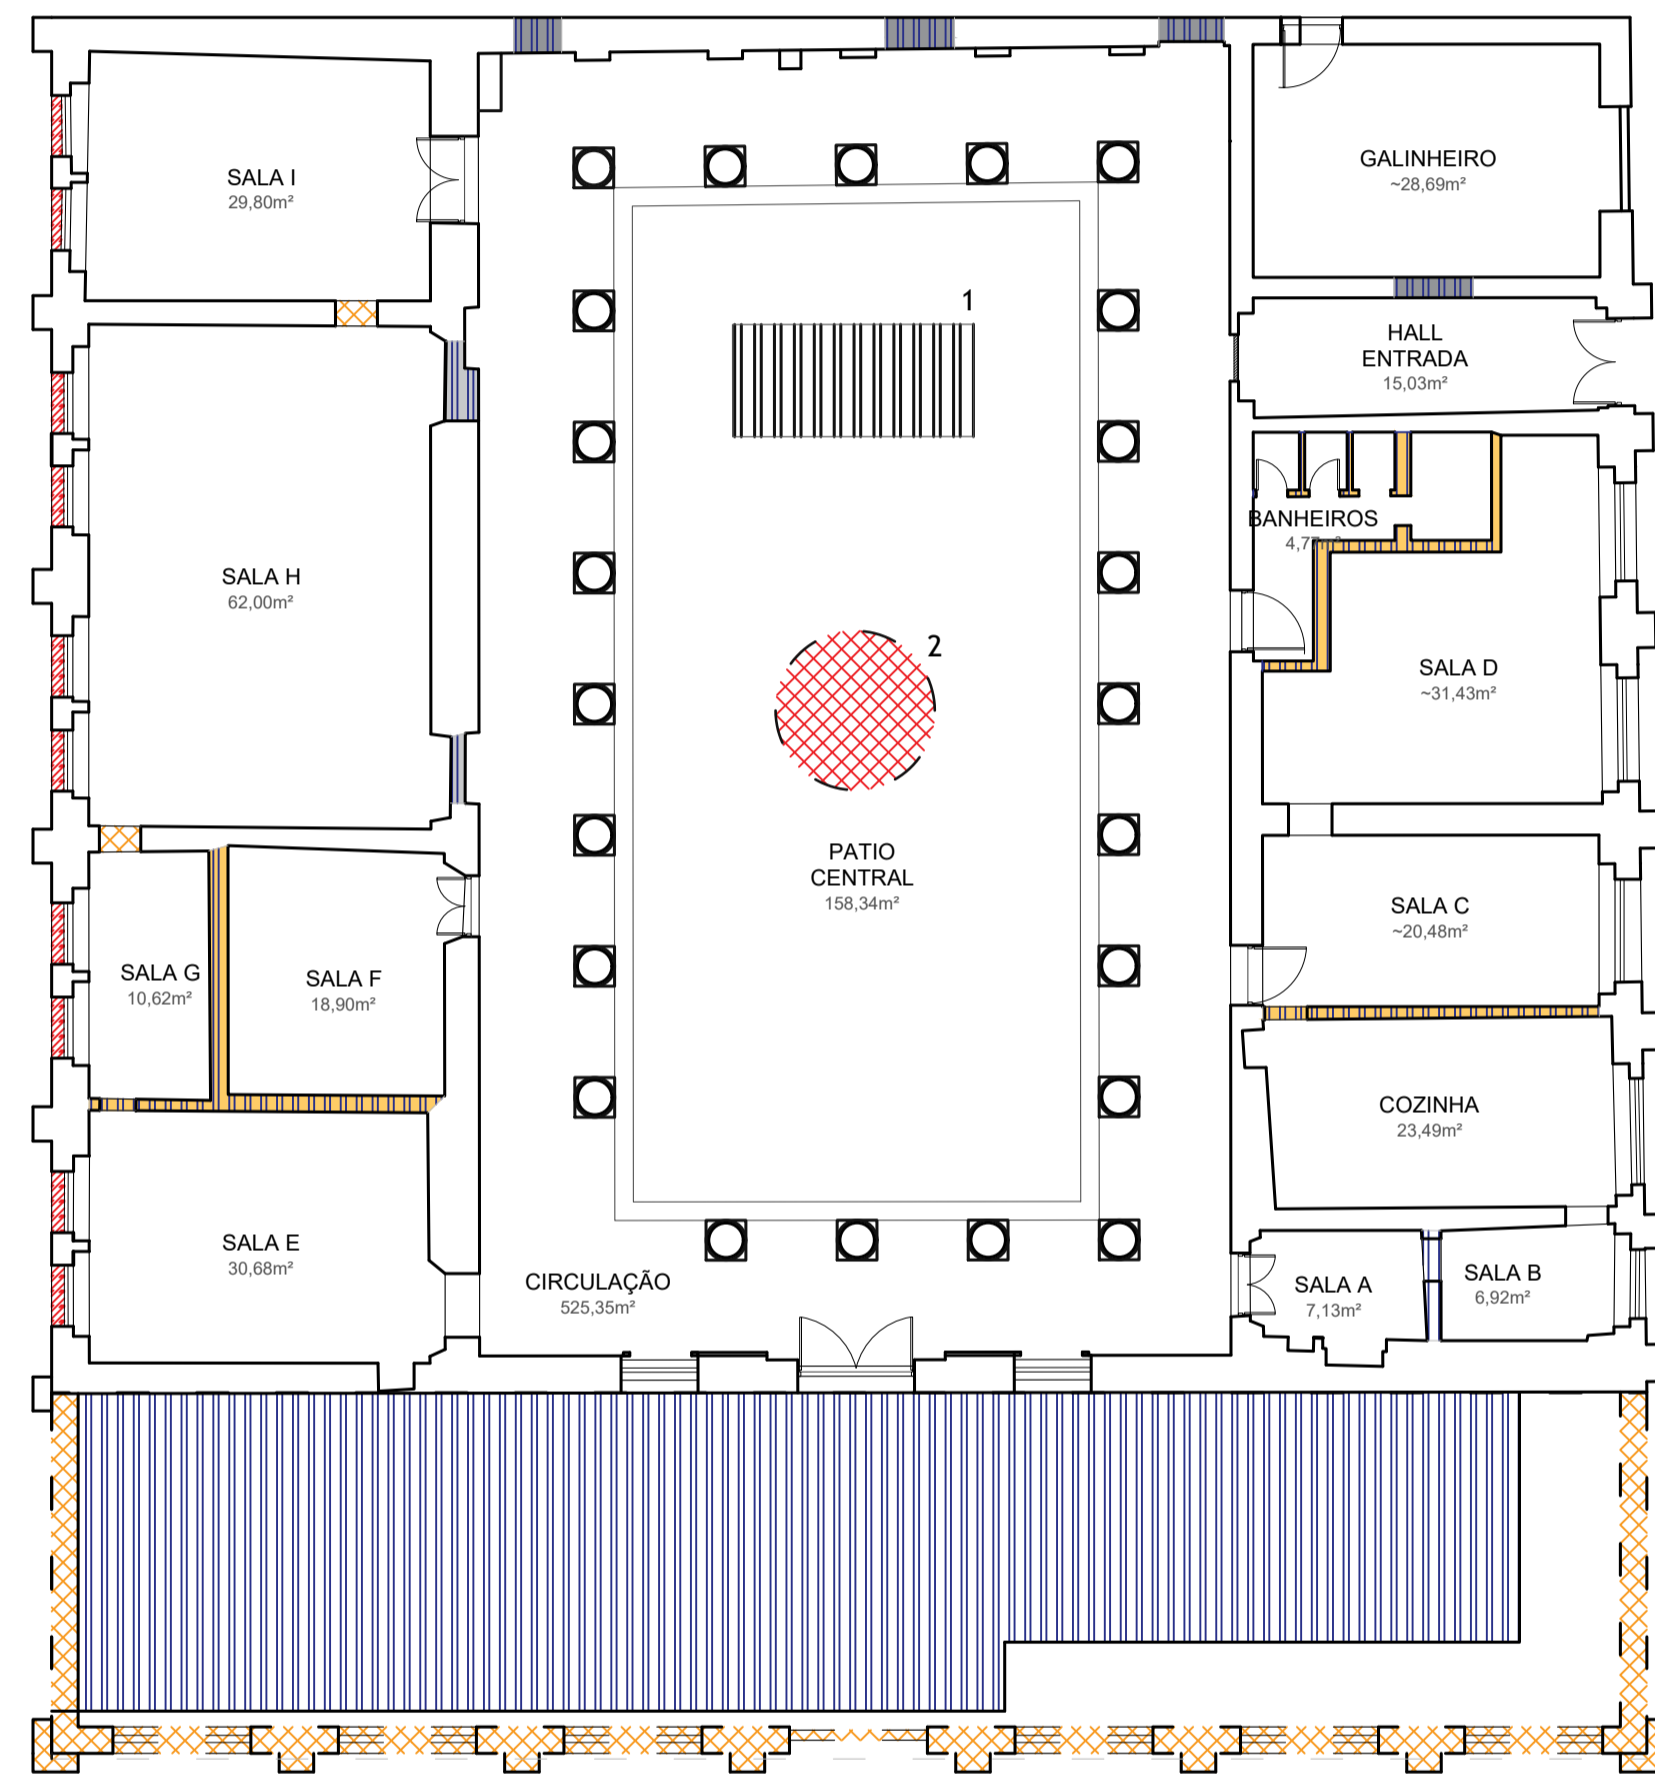 SALA I
29,80m²
GALINHEIRO
~28,69m²
1
HALL
ENTRADA
15,03m²
BANHEIROS
SALA H
62,00m²
2
SALA D
~31,43m²
PATIO
CENTRAL
158,34m²
SALA C
~20,48m²
SALA G
10,62m²
SALA F
18,90m²
COZINHA
23,49m²
SALA E
30,68m²
CIRCULAÇÃO
525,35m²
SALA A
7,13m²
SALA B
6,92m²